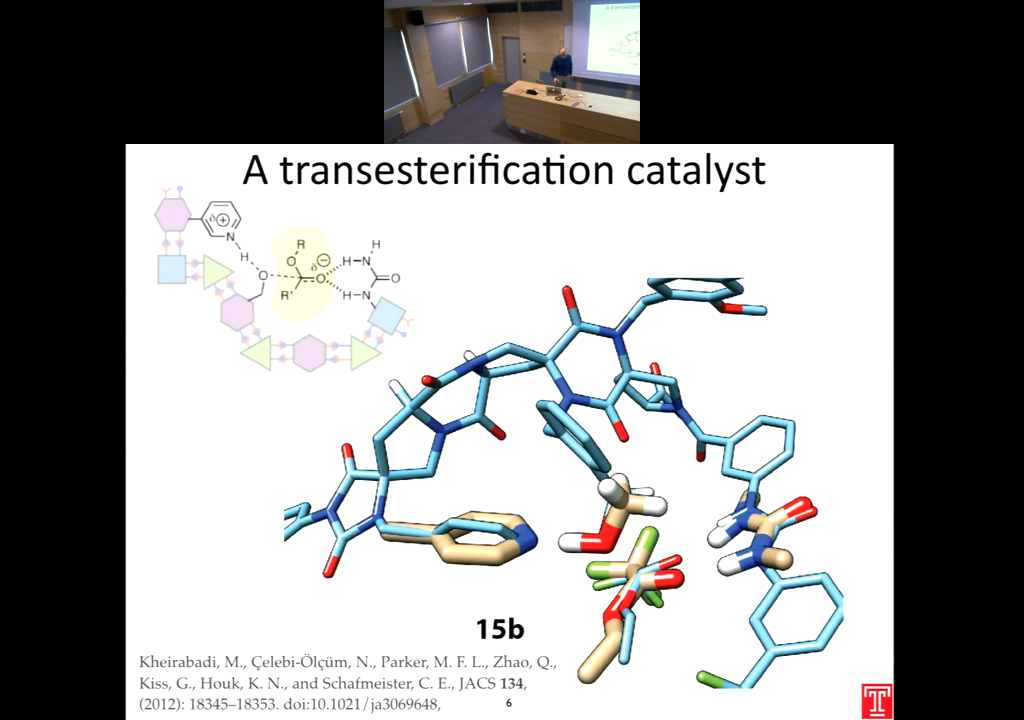 A transesterification catalyst
R
N
δ
H
O
O
R'
O
δ
H
H
N
O
H
N
15b
Kheirabadi, M., Çelebi-Ölçüm, N., Parker, M. F. L., Zhao, Q.,
Kiss, G., Houk, K. N., and Schafmeister, C. E., JACS 134,
(2012): 18345–18353. doi:10.1021/ja3069648,
6
T